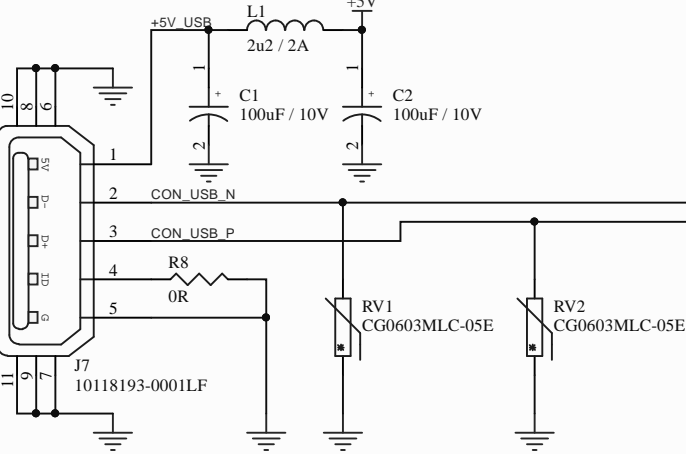 +5V
L1
+5V_USB
2u2 / 2A
1
1
10
8
6
+
C1
100uF / 10V
+
C2
100uF / 10V
2
2
5V
1
D-
2
CON_USB_N
D+
3
CON_USB_P
ID
4
R8
0R
G
5
RV1
CG0603MLC-05E
*
RV2
CG0603MLC-05E
*
11
9
7
J7
10118193-0001LF